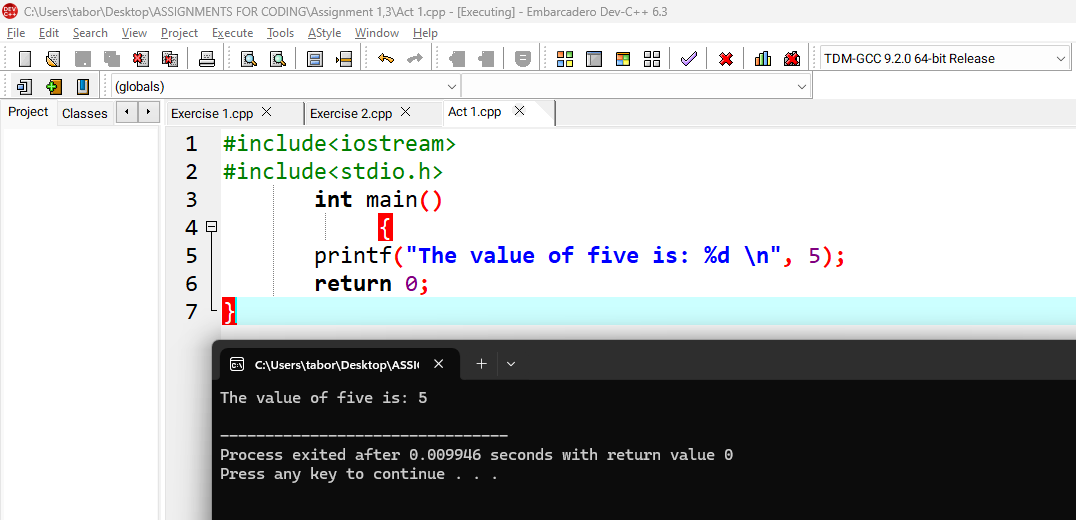 C:\Users\tabor\Desktop\ASSIGNMENTS FOR CODING\Assignment 1,3\Act 1.cpp - [Executing] - Embarcadero Dev-C++ 6.3
File Edit Search View Project Execute Tools AStyle Window Help
TDM-GCC 9.2.0 64-bit Release
(globals)
Project Classes Exercise 1.cpp Exercise 2.cpp Act 1.cpp
1 #include<iostream>
2 #include<stdio.h>
3 int main()
4 {
5 printf("The value of five is: %d \n", 5);
6 return 0;
7 }
C:\Users\tabor\Desktop\ASSI
The value of five is: 5
--------------------------------
Process exited after 0.009946 seconds with return value 0
Press any key to continue . . .